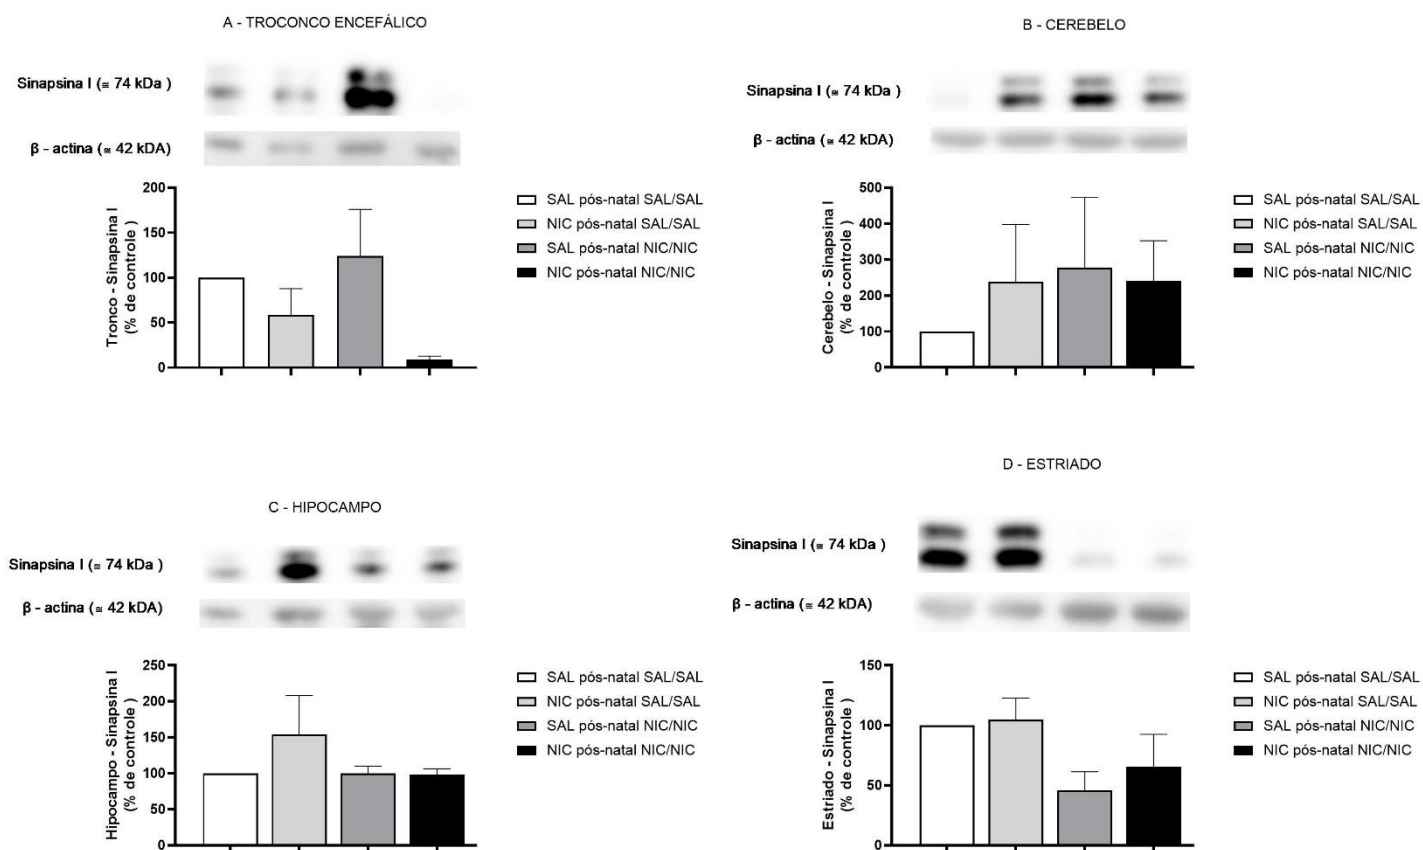 A - TROCONCO ENCEFÁLICO
Sinapsina I (≅ 74 kDa )
β - actina (≅ 42 kDA)
Tronco - Sinapsina I
(% de controle )
200
150
100
50
0
SAL pós-natal SAL/SAL
NIC pós-natal SAL/SAL
SAL pós-natal NIC/NIC
NIC pós-natal NIC/NIC
B - CEREBELO
Sinapsina I (≅ 74 kDa )
β - actina (≅ 42 kDA)
Cerebelo - Sinapsina I
(% de controle )
500
400
300
200
100
0
SAL pós-natal SAL/SAL
NIC pós-natal SAL/SAL
SAL pós-natal NIC/NIC
NIC pós-natal NIC/NIC
C - HIPOCAMPO
Sinapsina I (≅ 74 kDa )
β - actina (≅ 42 kDA)
Hipocampo - Sinapsina I
(% de controle )
250
200
150
100
50
0
SAL pós-natal SAL/SAL
NIC pós-natal SAL/SAL
SAL pós-natal NIC/NIC
NIC pós-natal NIC/NIC
D - ESTRIADO
Sinapsina I (≅ 74 kDa )
β - actina (≅ 42 kDA)
Estriado - Sinapsina I
(% de controle )
150
100
50
0
SAL pós-natal SAL/SAL
NIC pós-natal SAL/SAL
SAL pós-natal NIC/NIC
NIC pós-natal NIC/NIC